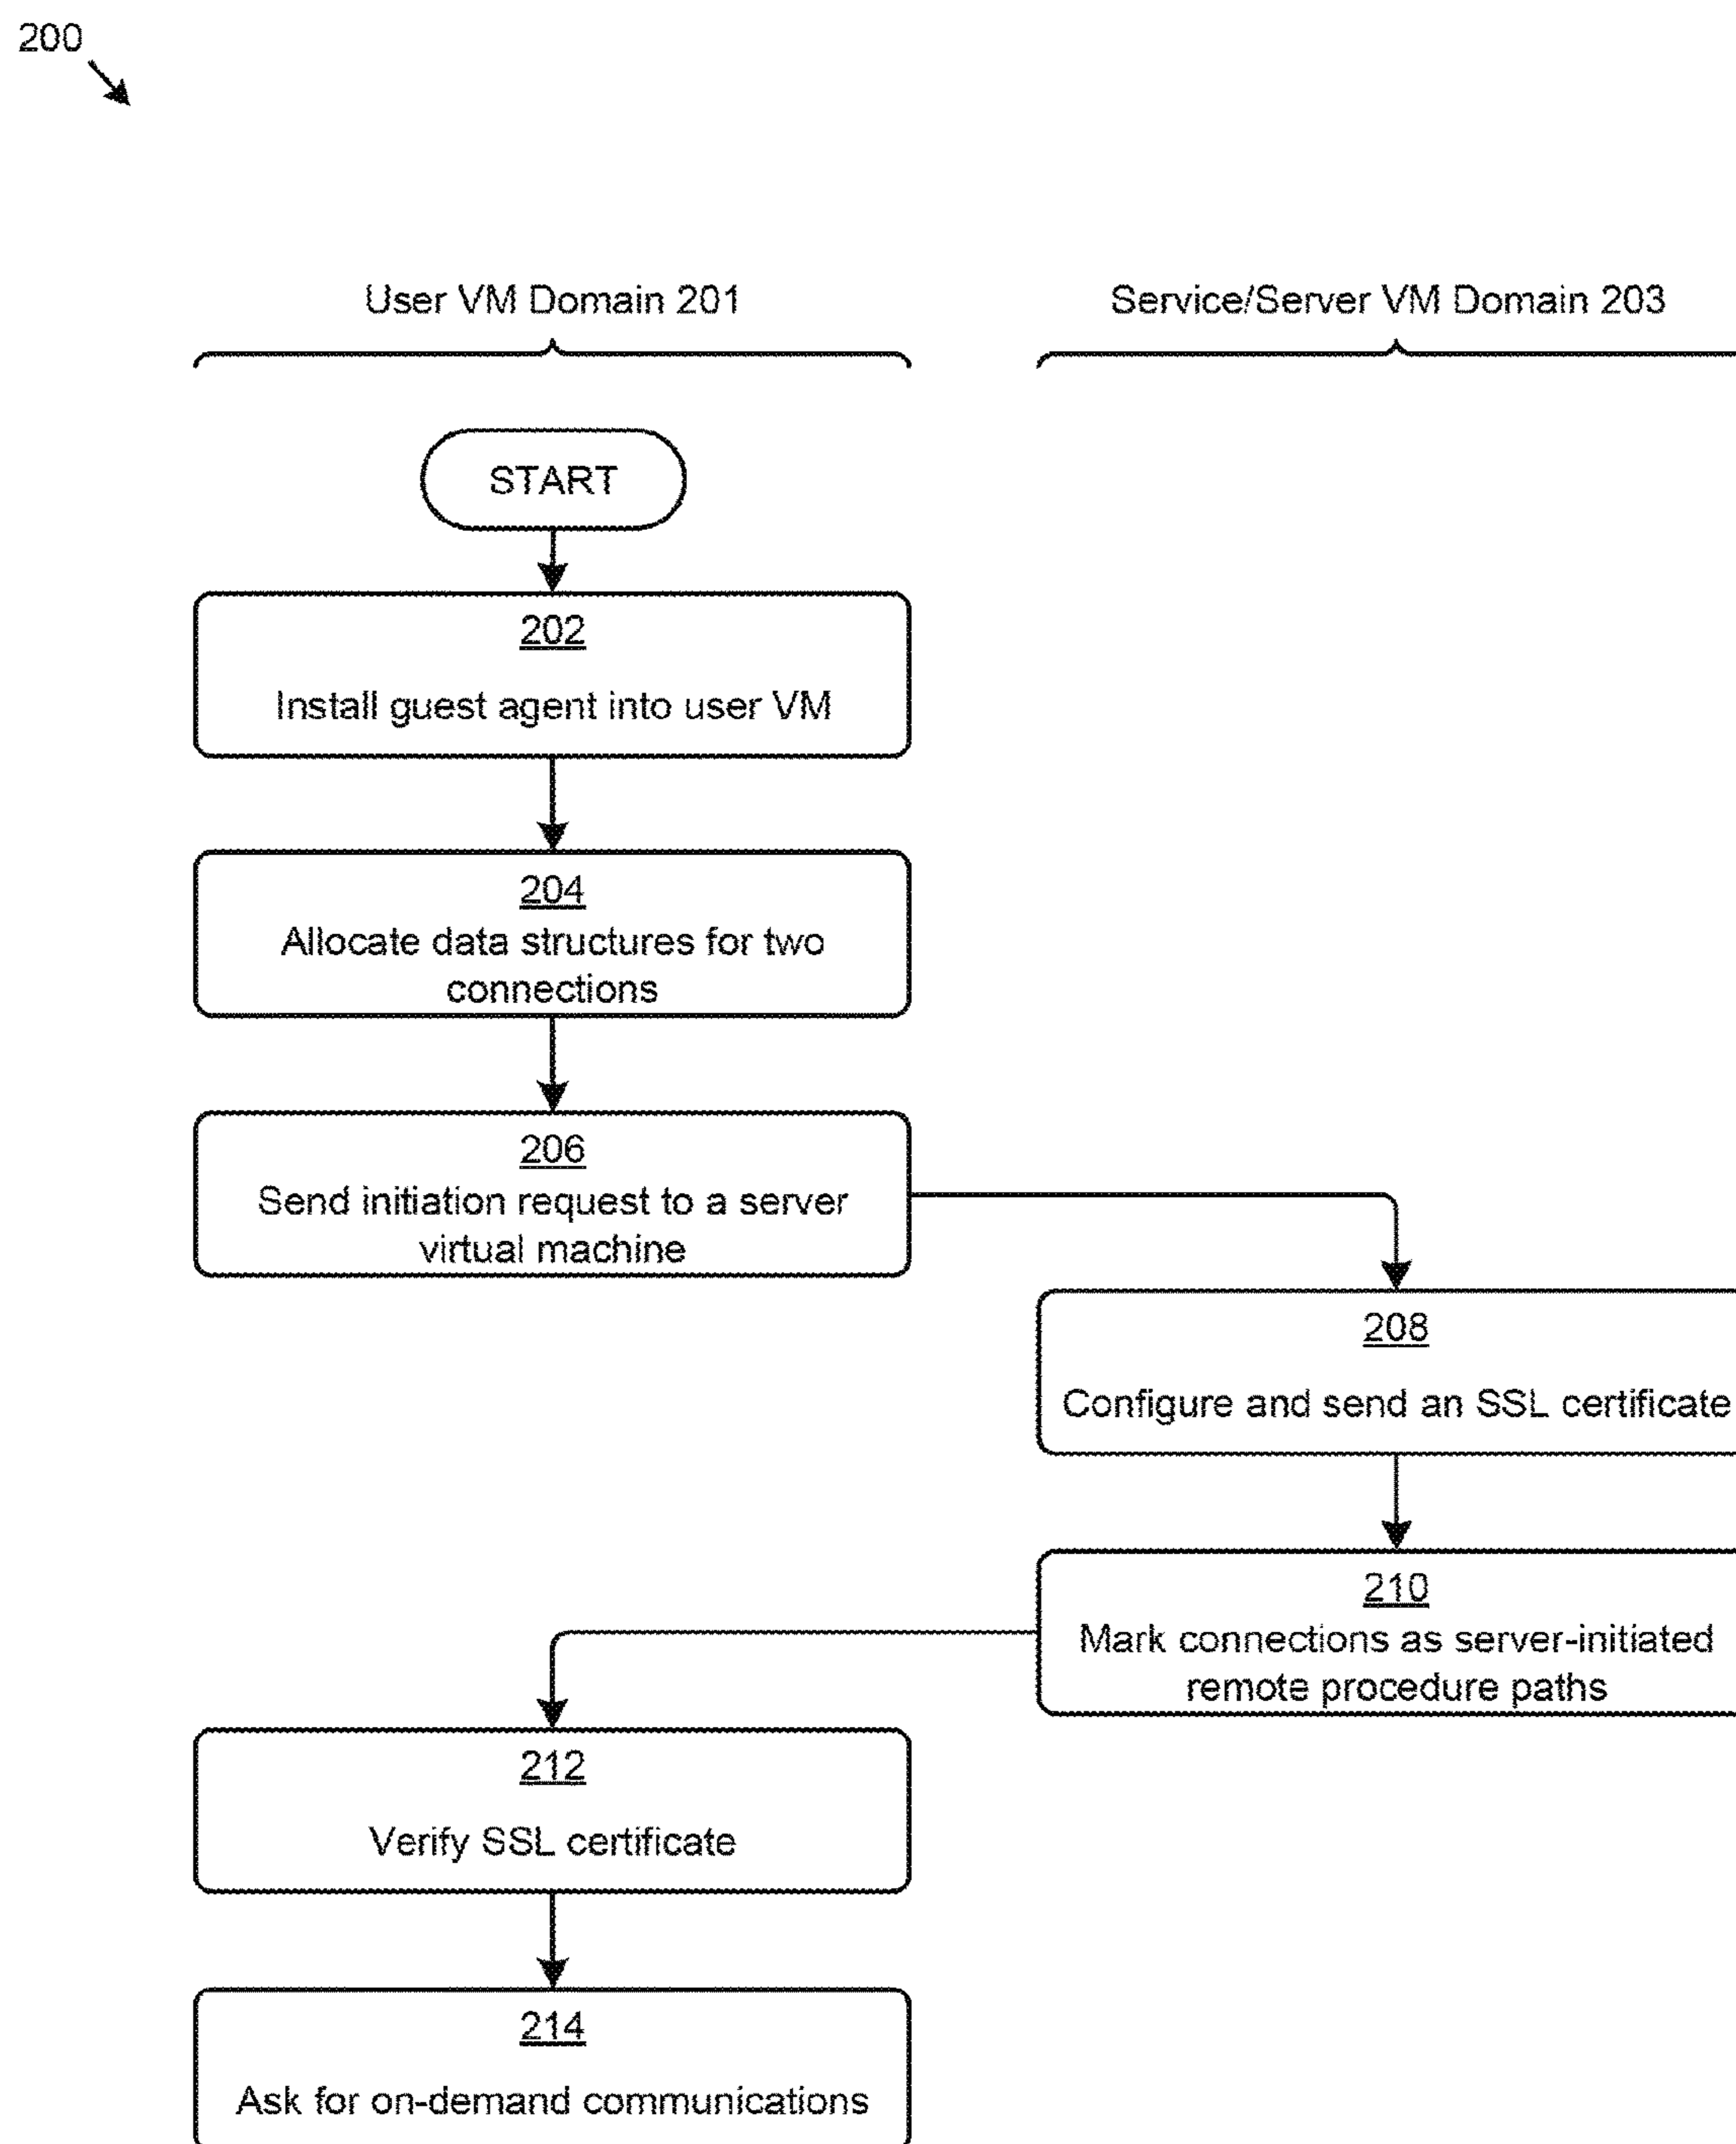 200
User VM Domain 201
Service/Server VM Domain 203
START
202
Install guest agent into user VM
204
Allocate data structures for two
connections
206
Send initiation request to a server
virtual machine
208
Configure and send an SSL certificate
210
Mark connections as server-initiated
remote procedure paths
212
Verify SSL certificate
214
Ask for on-demand communications